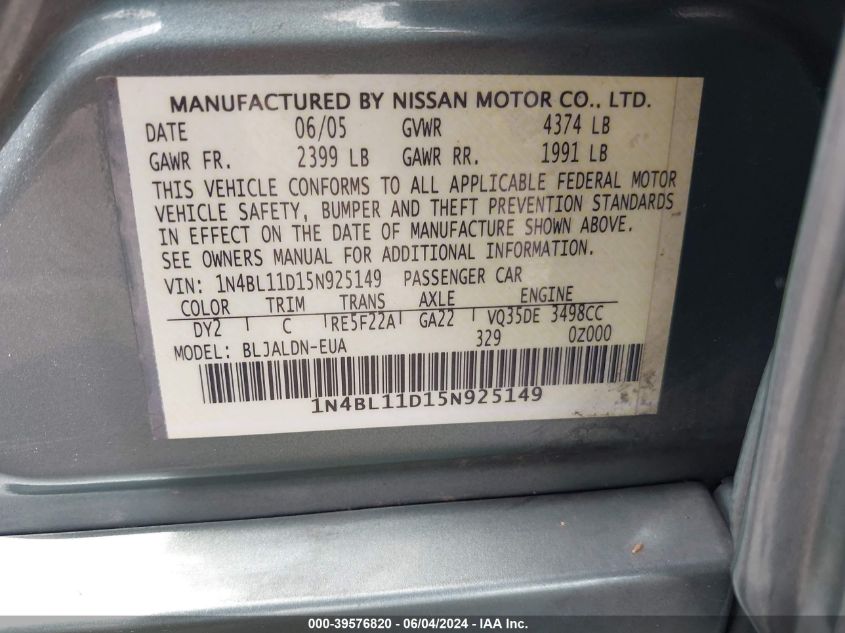 MANUFACTURED BY NISSAN MOTOR CO., LTD.
DATE 06/05 GVWR 4374 LB
GAWR FR. 2399 LB GAWR RR. 1991 LB
THIS VEHICLE CONFORMS TO ALL APPLICABLE FEDERAL MOTOR
VEHICLE SAFETY, BUMPER AND THEFT PREVENTION STANDARDS
IN EFFECT ON THE DATE OF MANUFACTURE SHOWN ABOVE.
SEE OWNERS MANUAL FOR ADDITIONAL INFORMATION.
VIN: 1N4BL11D15N925149 PASSENGER CAR
COLOR TRIM TRANS AXLE ENGINE
DY2 C RE5F22A GA22 VQ35DE 3498CC
MODEL: BLJALDN-EUA 329 0Z000
1N4BL11D15N925149
000-39576820 - 06/04/2024 - IAA Inc.